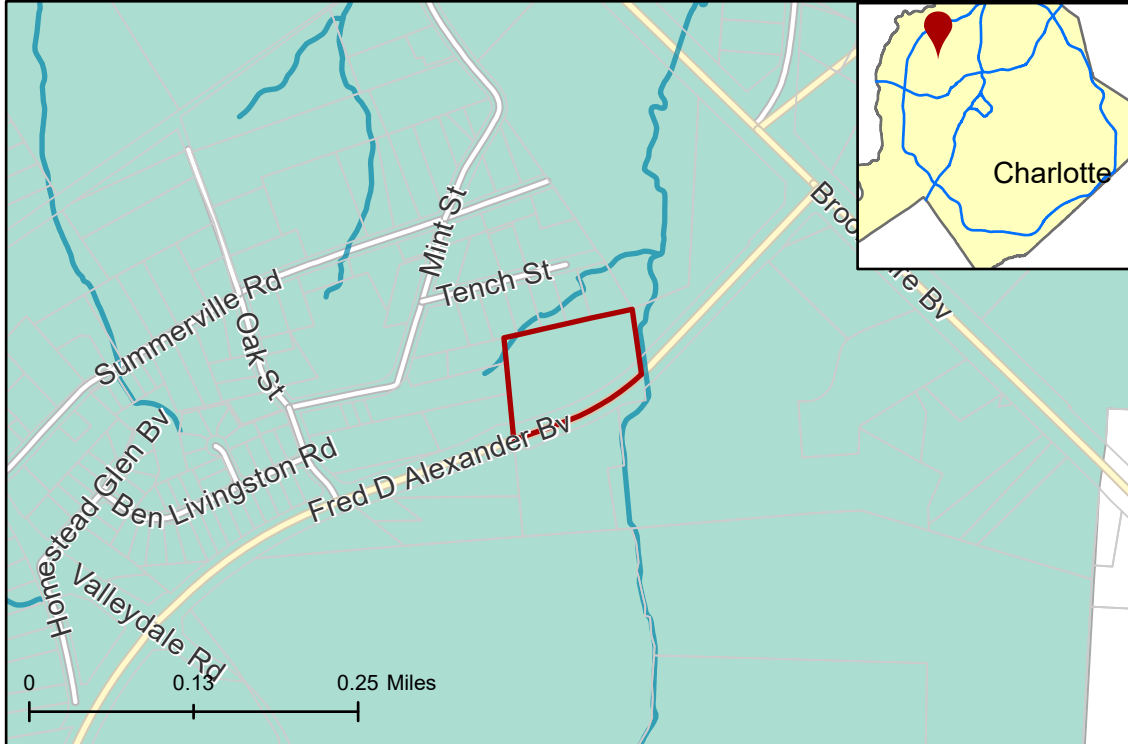 Charlotte
Mint St
Tench St
Summerville Rd
Oak St
Fred D Alexander Bv
Ben Livingston Rd
Homestead Glen Bv
Valleydale Rd
0
0.13
0.25 Miles